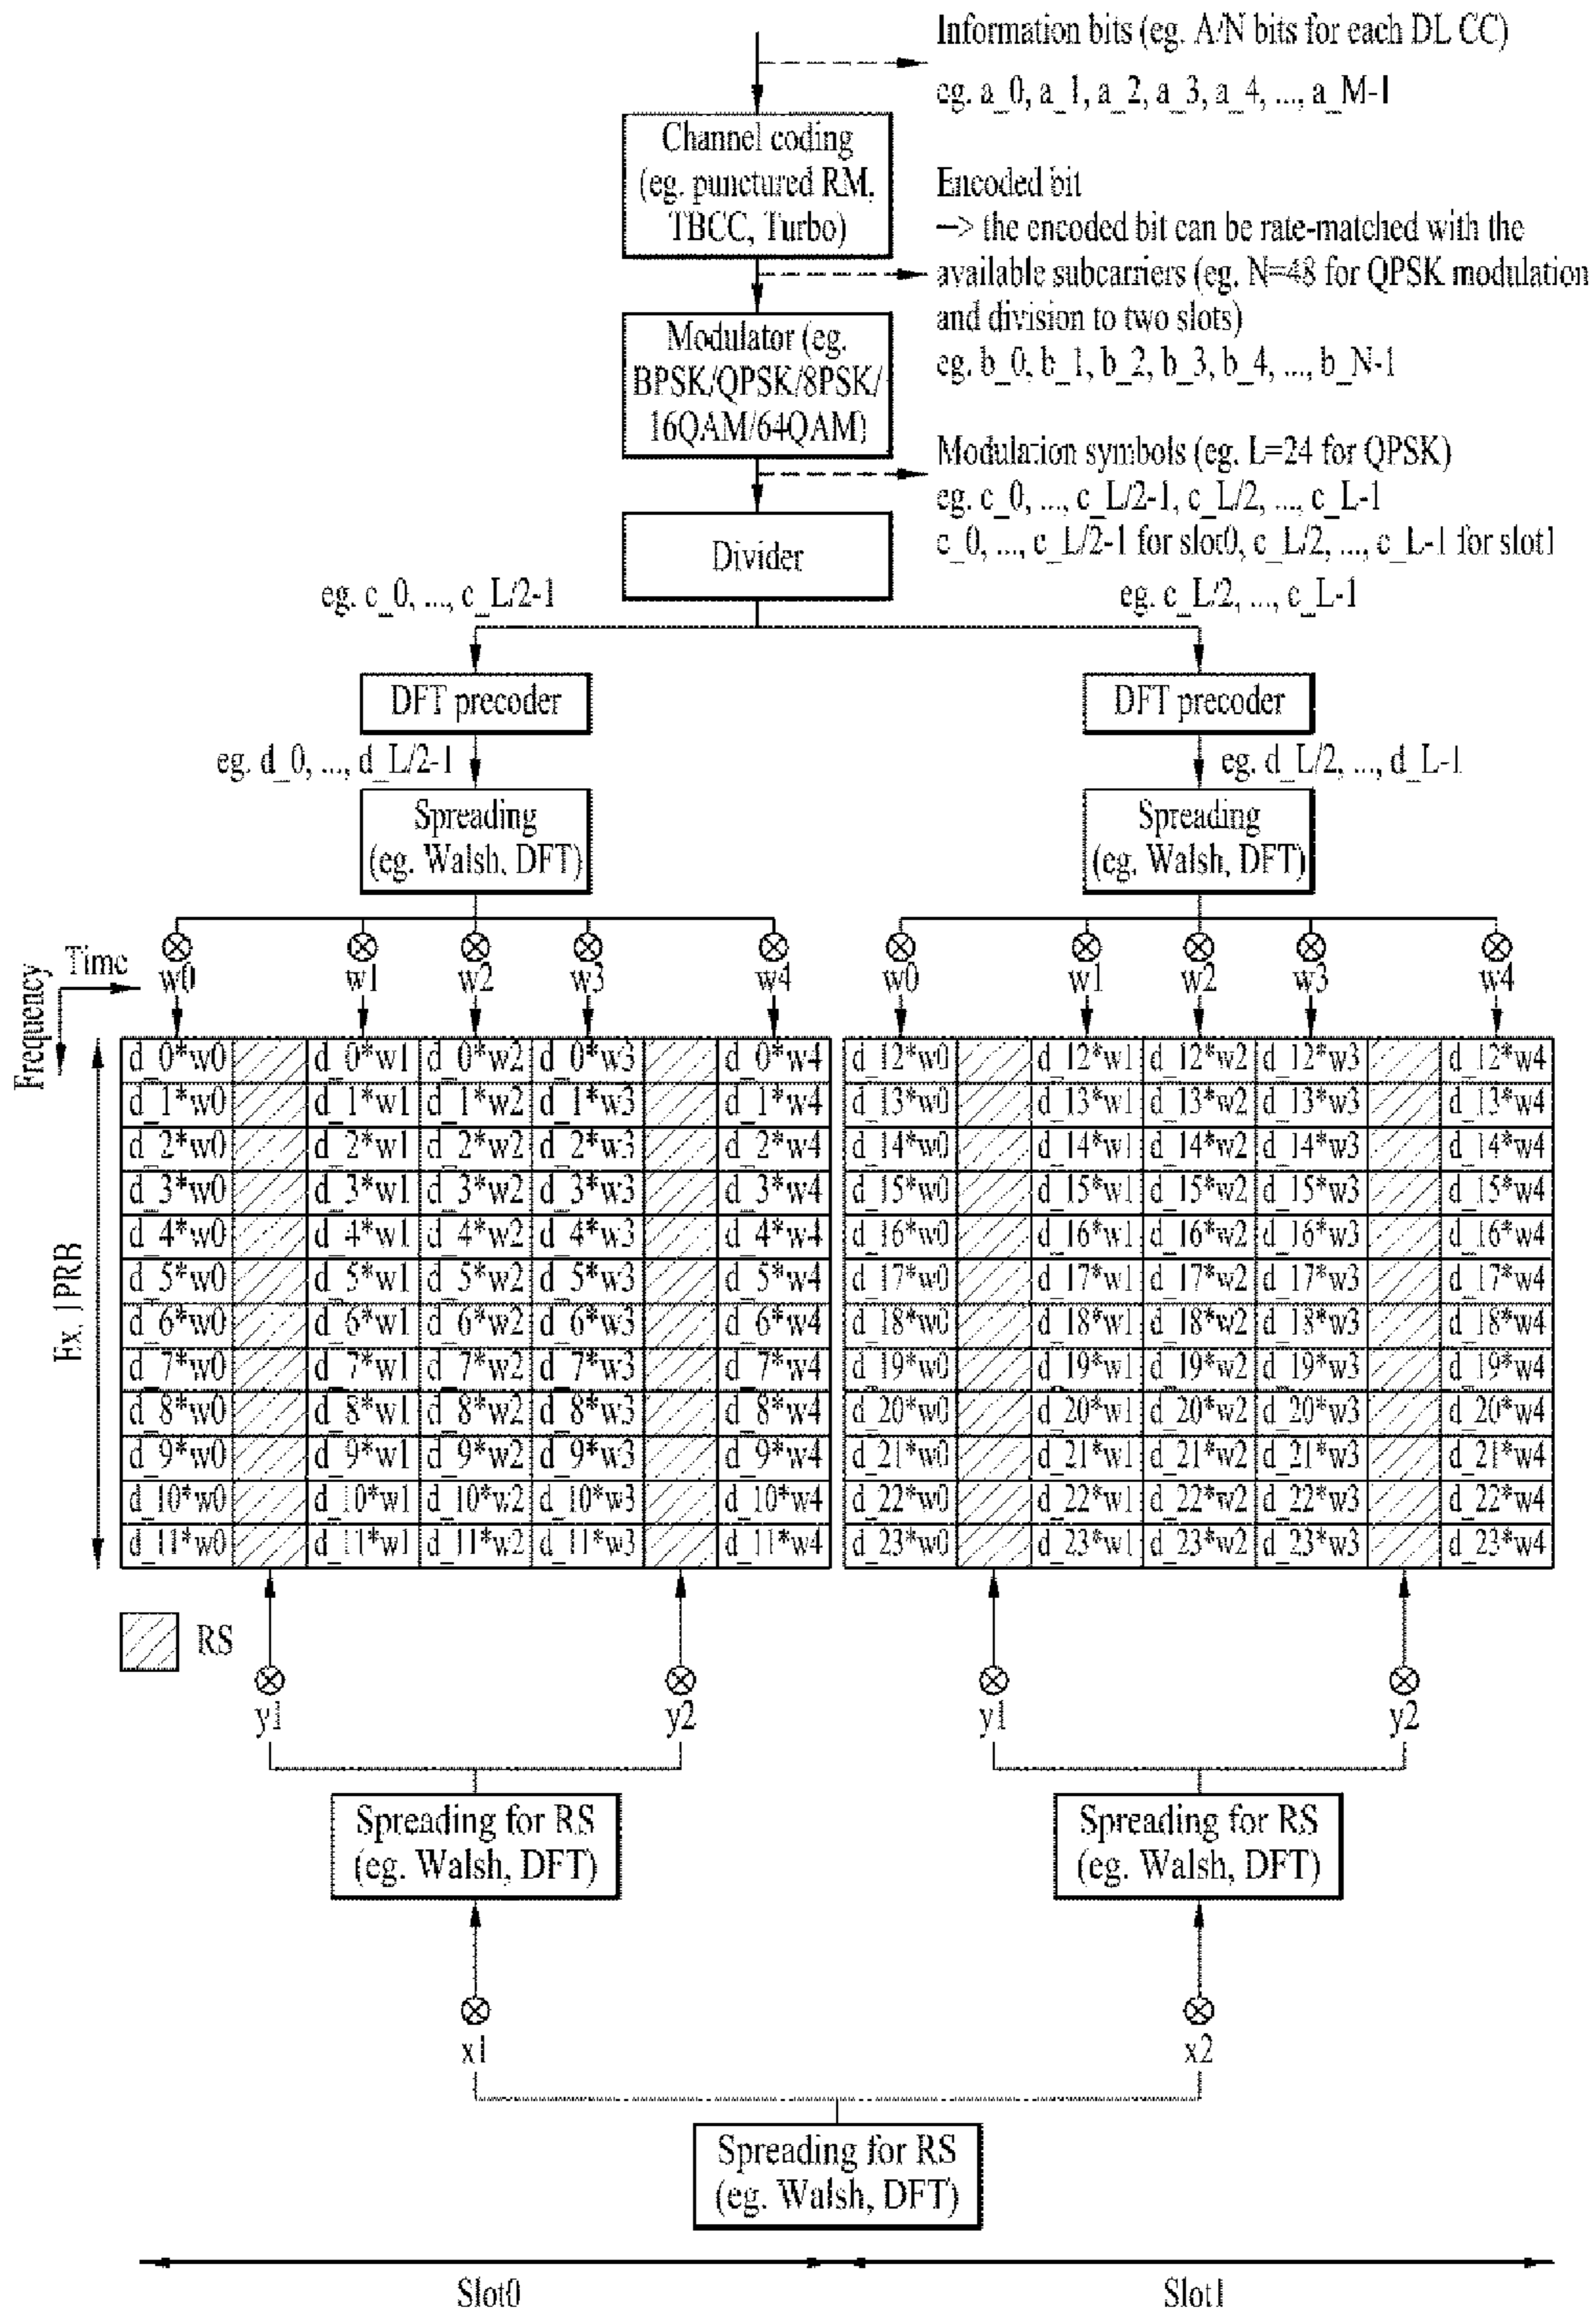 Information bits (eg. A/N bits for each DL CC)
eg. a_0, a_1, a_2, a_3, a_4, ..., a_M-1
Channel coding
(eg. punctured RM,
TBCC, Turbo)
Encoded bit
–> the encoded bit can be rate-matched with the
available subcarriers (eg. N=48 for QPSK modulation
and division to two slots)
eg. b_0, b_1, b_2, b_3, b_4, ..., b_N-1
Modulator (eg.
BPSK/QPSK/8PSK/
16QAM/64QAM)
Modulation symbols (eg. L=24 for QPSK)
eg. c_0, ..., c_L/2-1, c_L/2, ..., c_L-1
c_0, ..., c_L/2-1 for slot0, c_L/2, ..., c_L-1 for slot1
Divider
eg. c_0, ..., c_L/2-1 eg. c_L/2, ..., c_L-1
DFT precoder DFT precoder
eg. d_0, ..., d_L/2-1 eg. d_L/2, ..., d_L-1
Spreading Spreading
(eg. Walsh, DFT) (eg. Walsh, DFT)
Time
Frequency
w0 w1 w2 w3 w4 w0 w1 w2 w3 w4
Ex. 1PRB
d_0*w0 d_0*w1 d_0*w2 d_0*w3 d_0*w4 d_12*w0 d_12*w1 d_12*w2 d_12*w3 d_12*w4
d_1*w0 d_1*w1 d_1*w2 d_1*w3 d_1*w4 d_13*w0 d_13*w1 d_13*w2 d_13*w3 d_13*w4
d_2*w0 d_2*w1 d_2*w2 d_2*w3 d_2*w4 d_14*w0 d_14*w1 d_14*w2 d_14*w3 d_14*w4
d_3*w0 d_3*w1 d_3*w2 d_3*w3 d_3*w4 d_15*w0 d_15*w1 d_15*w2 d_15*w3 d_15*w4
d_4*w0 d_4*w1 d_4*w2 d_4*w3 d_4*w4 d_16*w0 d_16*w1 d_16*w2 d_16*w3 d_16*w4
d_5*w0 d_5*w1 d_5*w2 d_5*w3 d_5*w4 d_17*w0 d_17*w1 d_17*w2 d_17*w3 d_17*w4
d_6*w0 d_6*w1 d_6*w2 d_6*w3 d_6*w4 d_18*w0 d_18*w1 d_18*w2 d_18*w3 d_18*w4
d_7*w0 d_7*w1 d_7*w2 d_7*w3 d_7*w4 d_19*w0 d_19*w1 d_19*w2 d_19*w3 d_19*w4
d_8*w0 d_8*w1 d_8*w2 d_8*w3 d_8*w4 d_20*w0 d_20*w1 d_20*w2 d_20*w3 d_20*w4
d_9*w0 d_9*w1 d_9*w2 d_9*w3 d_9*w4 d_21*w0 d_21*w1 d_21*w2 d_21*w3 d_21*w4
d_10*w0 d_10*w1 d_10*w2 d_10*w3 d_10*w4 d_22*w0 d_22*w1 d_22*w2 d_22*w3 d_22*w4
d_11*w0 d_11*w1 d_11*w2 d_11*w3 d_11*w4 d_23*w0 d_23*w1 d_23*w2 d_23*w3 d_23*w4
RS
y1 y2 y1 y2
Spreading for RS Spreading for RS
(eg. Walsh, DFT) (eg. Walsh, DFT)
x1 x2
Spreading for RS
(eg. Walsh, DFT)
Slot0 Slot1